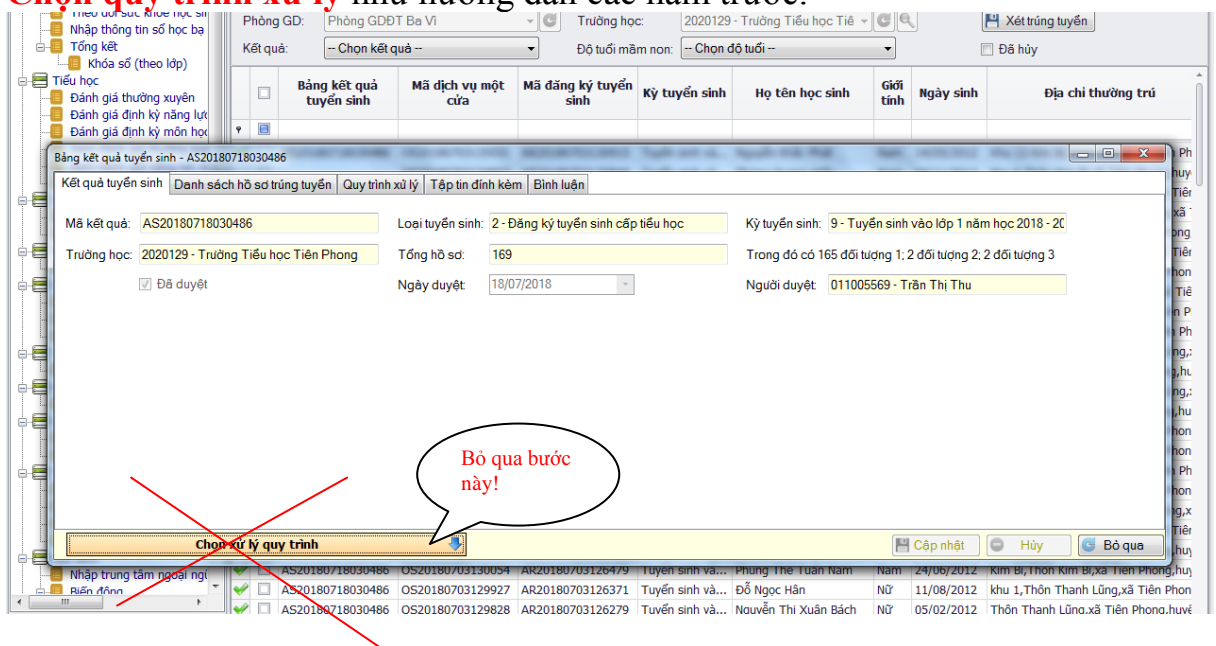 Chọn quy trình xử lý như hướng dẫn các năm trước.
Theo dõi sức khỏe học si
Nhập thông tin sổ học bạ
Tổng kết
Khóa sổ (theo lớp)
Tiểu học
Đánh giá thường xuyên
Đánh giá định kỳ năng lực
Đánh giá định kỳ môn học
Phòng GD: Phòng GDĐT Ba Vì Trường học: 2020129 - Trường Tiểu học Tiê Xét trúng tuyển
Kết quả: -- Chọn kết quả -- Độ tuổi mầm non: -- Chọn độ tuổi -- Đã hủy
Bảng kết quả tuyển sinh Mã dịch vụ một cửa Mã đăng ký tuyển sinh Kỳ tuyển sinh Họ tên học sinh Giới tính Ngày sinh Địa chỉ thường trú
Bảng kết quả tuyển sinh - AS20180718030486
Kết quả tuyển sinh Danh sách hồ sơ trúng tuyển Quy trình xử lý Tập tin đính kèm Bình luận
Mã kết quả: AS20180718030486 Loại tuyển sinh: 2 - Đăng ký tuyển sinh cấp tiểu học Kỳ tuyển sinh: 9 - Tuyển sinh vào lớp 1 năm học 2018 - 20
Trường học: 2020129 - Trường Tiểu học Tiên Phong Tổng hồ sơ: 169 Trong đó có 165 đối tượng 1; 2 đối tượng 2; 2 đối tượng 3
Đã duyệt Ngày duyệt: 18/07/2018 Người duyệt: 011005569 - Trần Thị Thu
Bỏ qua bước
này!
Chọn xử lý quy trình Cập nhật Hủy Bỏ qua
Nhập trung tâm ngoại ngữ
Biến động
AS20180718030486 OS20180703130054 AR20180703126479 Tuyển sinh và... Phùng Thế Tuấn Nam Nam 24/06/2012 Kim Bí,Thôn Kim Bí,xã Tiên Phong,huy
AS20180718030486 OS20180703129927 AR20180703126371 Tuyển sinh và... Đỗ Ngọc Hân Nữ 11/08/2012 khu 1,Thôn Thanh Lũng,xã Tiên Phon
AS20180718030486 OS20180703129828 AR20180703126279 Tuyển sinh và... Nguyễn Thị Xuân Bách Nữ 05/02/2012 Thôn Thanh Lũng,xã Tiên Phong,huyệ